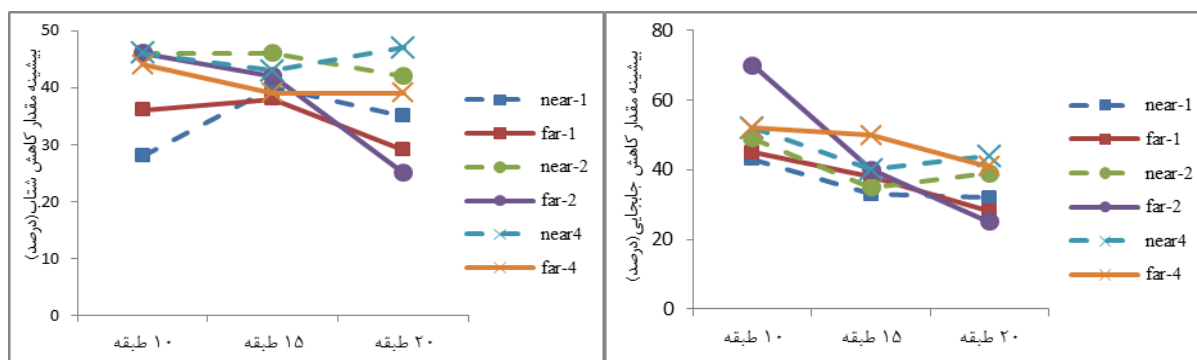 بیشینه مقدار کاهش شتاب(درصد)
50
40
30
20
10
0
۱۰ طبقه
۱۵ طبقه
۲۰ طبقه
near-1
far-1
near-2
far-2
near4
far-4
بیشینه مقدار کاهش جابجایی(درصد)
80
60
40
20
0
۱۰ طبقه
۱۵ طبقه
۲۰ طبقه
near-1
far-1
near-2
far-2
near4
far-4